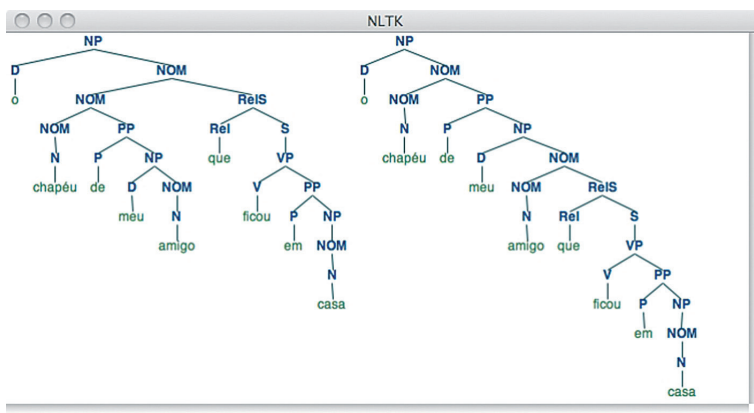 NLTK
NP NP
D NOM D NOM
o NOM RelS o NOM PP
NOM PP Rel S N P NP
N P NP que VP chapéu de D NOM
chapéu de D NOM V PP meu NOM RelS
meu N ficou P NP N Rel S
amigo em NOM amigo que VP
N V PP
casa ficou P NP
em NOM
N
casa